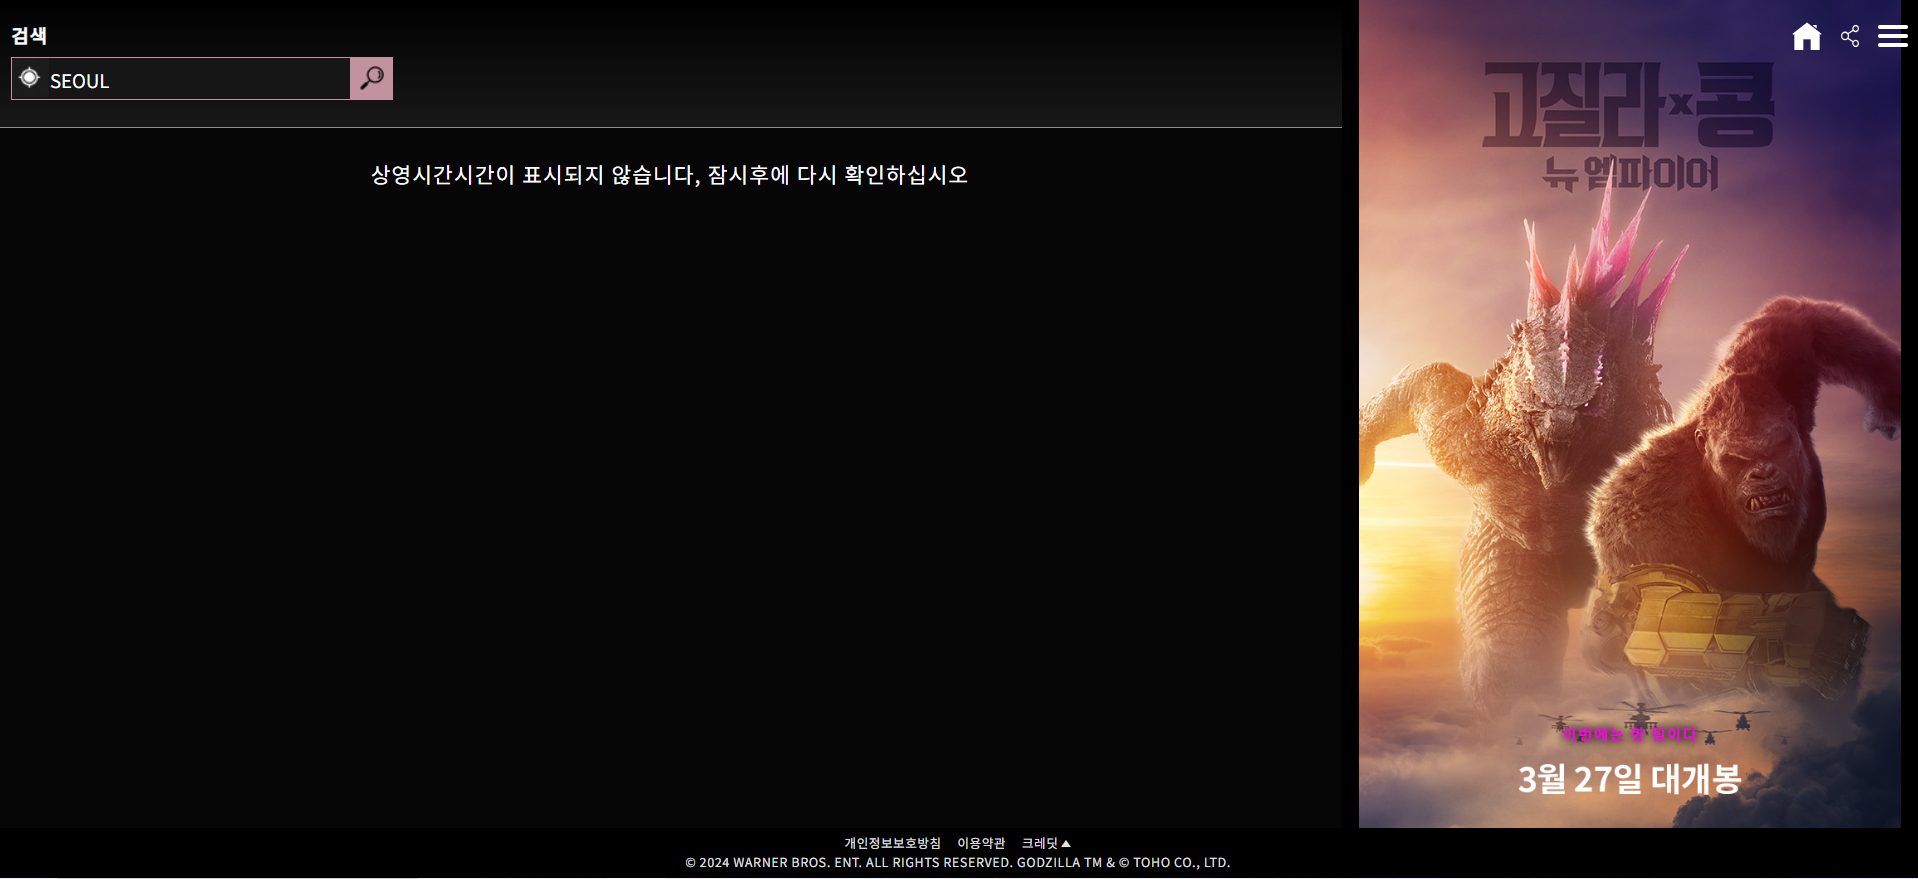 검색
SEOUL
상영시간시간이 표시되지 않습니다, 잠시후에 다시 확인하십시오
고질라 x 콩
뉴 엠파이어
이번에는 한 팀이다
3월 27일 대개봉
개인정보보호방침 이용약관 크레딧
© 2024 WARNER BROS. ENT. ALL RIGHTS RESERVED. GODZILLA TM & © TOHO CO., LTD.